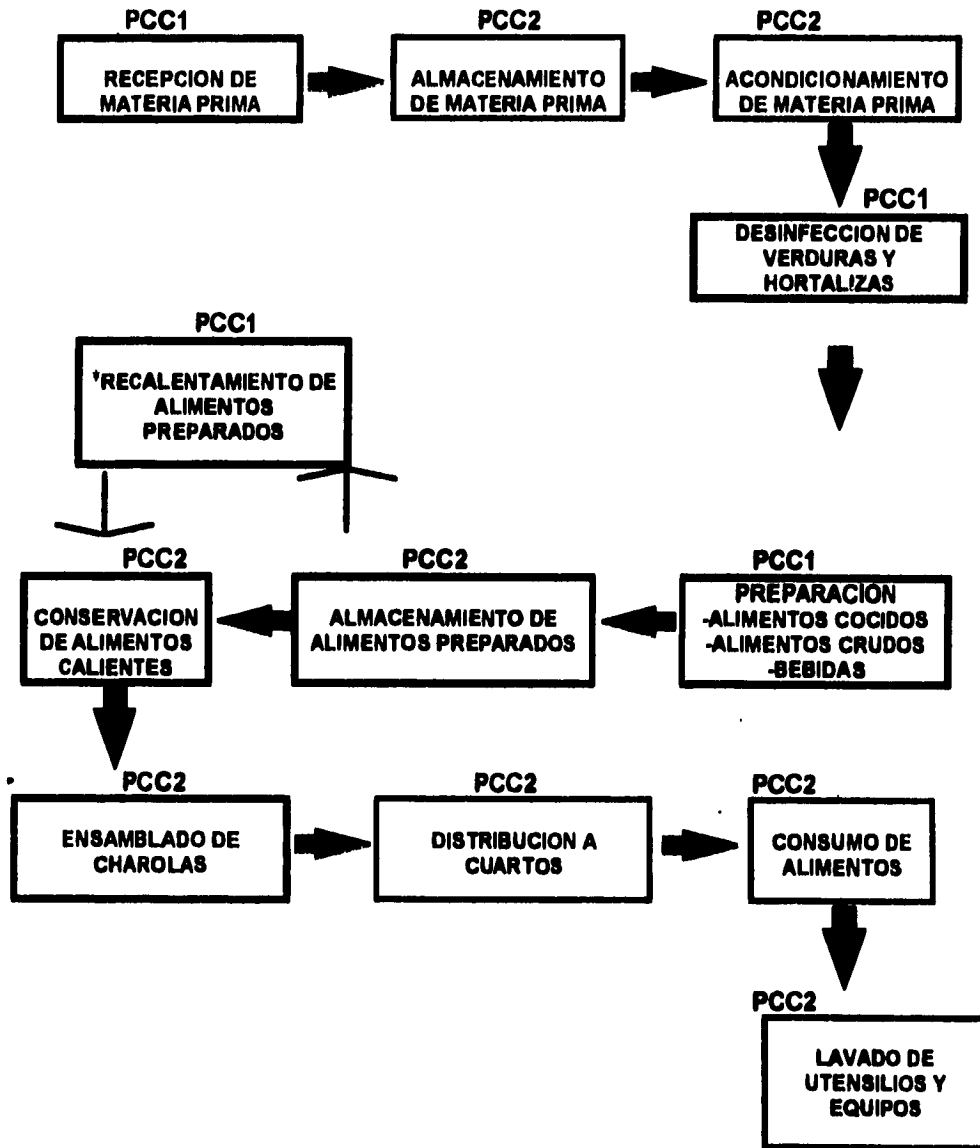 PCC1
RECEPCION DE
MATERIA PRIMA
PCC2
ALMACENAMIENTO
DE MATERIA PRIMA
PCC2
ACONDICIONAMIENTO
DE MATERIA PRIMA
PCC1
DESINFECCION DE
VERDURAS Y
HORTALIZAS
PCC1
PREPARACIÓN
-ALIMENTOS COCIDOS
-ALIMENTOS CRUDOS
-BEBIDAS
PCC2
ALMACENAMIENTO DE
ALIMENTOS PREPARADOS
PCC1
*RECALENTAMIENTO DE
ALIMENTOS
PREPARADOS
PCC2
CONSERVACION
DE ALIMENTOS
CALIENTES
PCC2
ENSAMBLADO DE
CHAROLAS
PCC2
DISTRIBUCION A
CUARTOS
PCC2
CONSUMO DE
ALIMENTOS
PCC2
LAVADO DE
UTENSILIOS Y
EQUIPOS